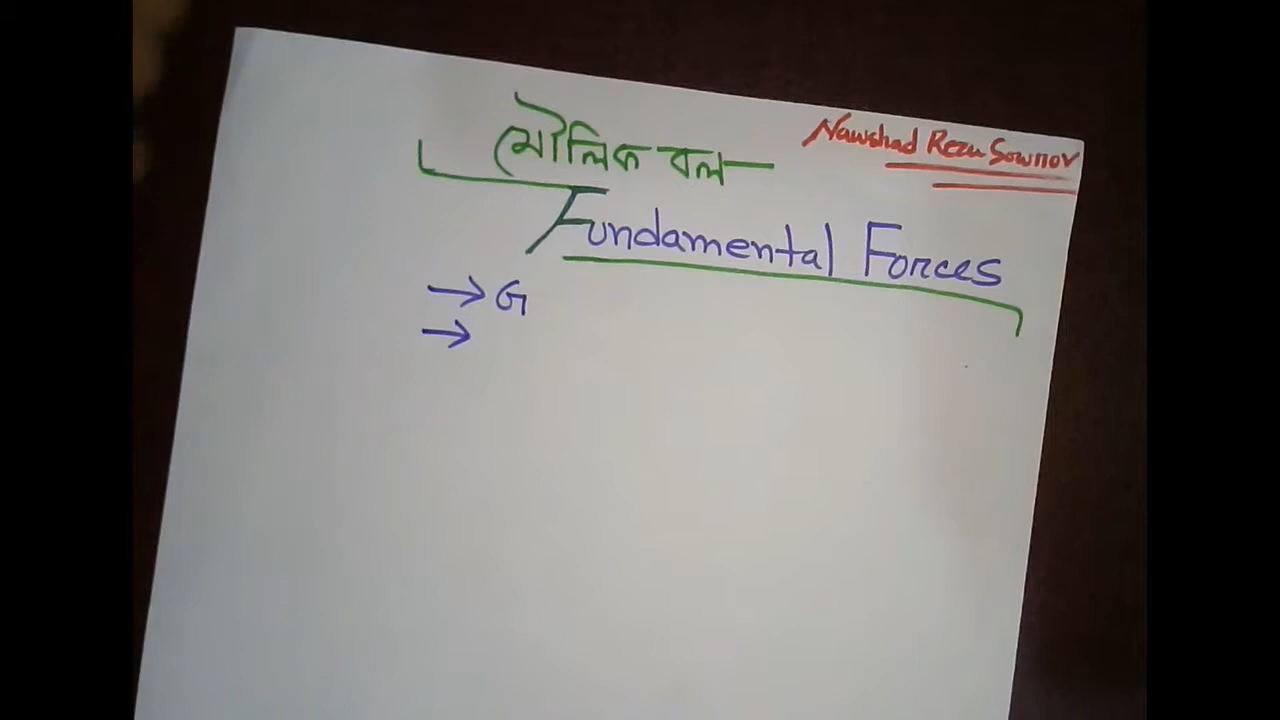 Nawshad Reza Sownov
মৌলিক বল
Fundamental Forces
→ G
→